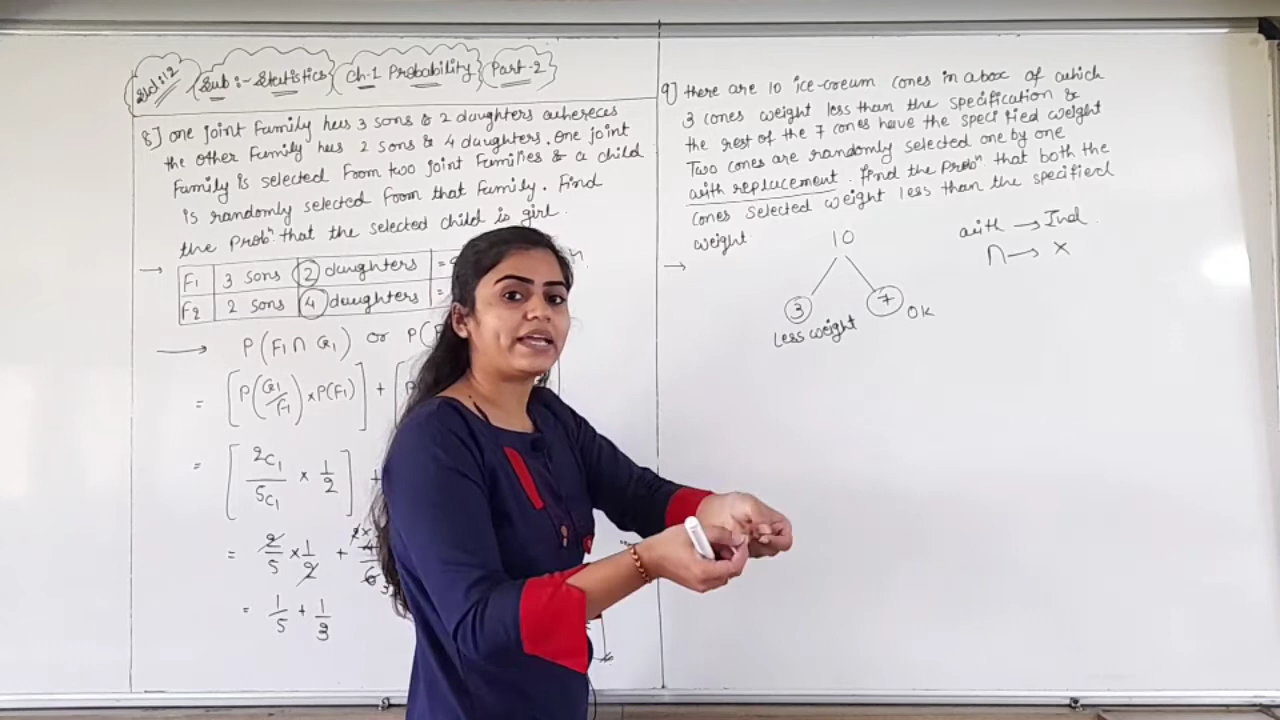 Std:12 Sub:- Statistics Ch-1 Probability Part-2
8] One joint Family has 3 sons & 2 daughters whereas
the other Family has 2 sons & 4 daughters. One joint
Family is selected From two joint Families & a child
is randomly selected From that Family. Find
the Probⁿ that the selected child is girl.
→ F1 3 sons 2 daughters =
F2 2 sons 4 daughters =
→ P(F1 ∩ G1) or P(
= [P(G1/F1) × P(F1)] + [
= [2C1/5C1 × 1/2] +
= 2/5 × 1/2 +
= 1/5 + 1/3
9] there are 10 ice-cream cones in a box of which
3 cones weight less than the specification &
the rest of the 7 cones have the specified weight
Two cones are randomly selected one by one
with replacement. Find the Probⁿ that both the
cones selected weight less than the specified
weight
→ 10
3 7 OK
less weight
with → Ind.
∩ → ×